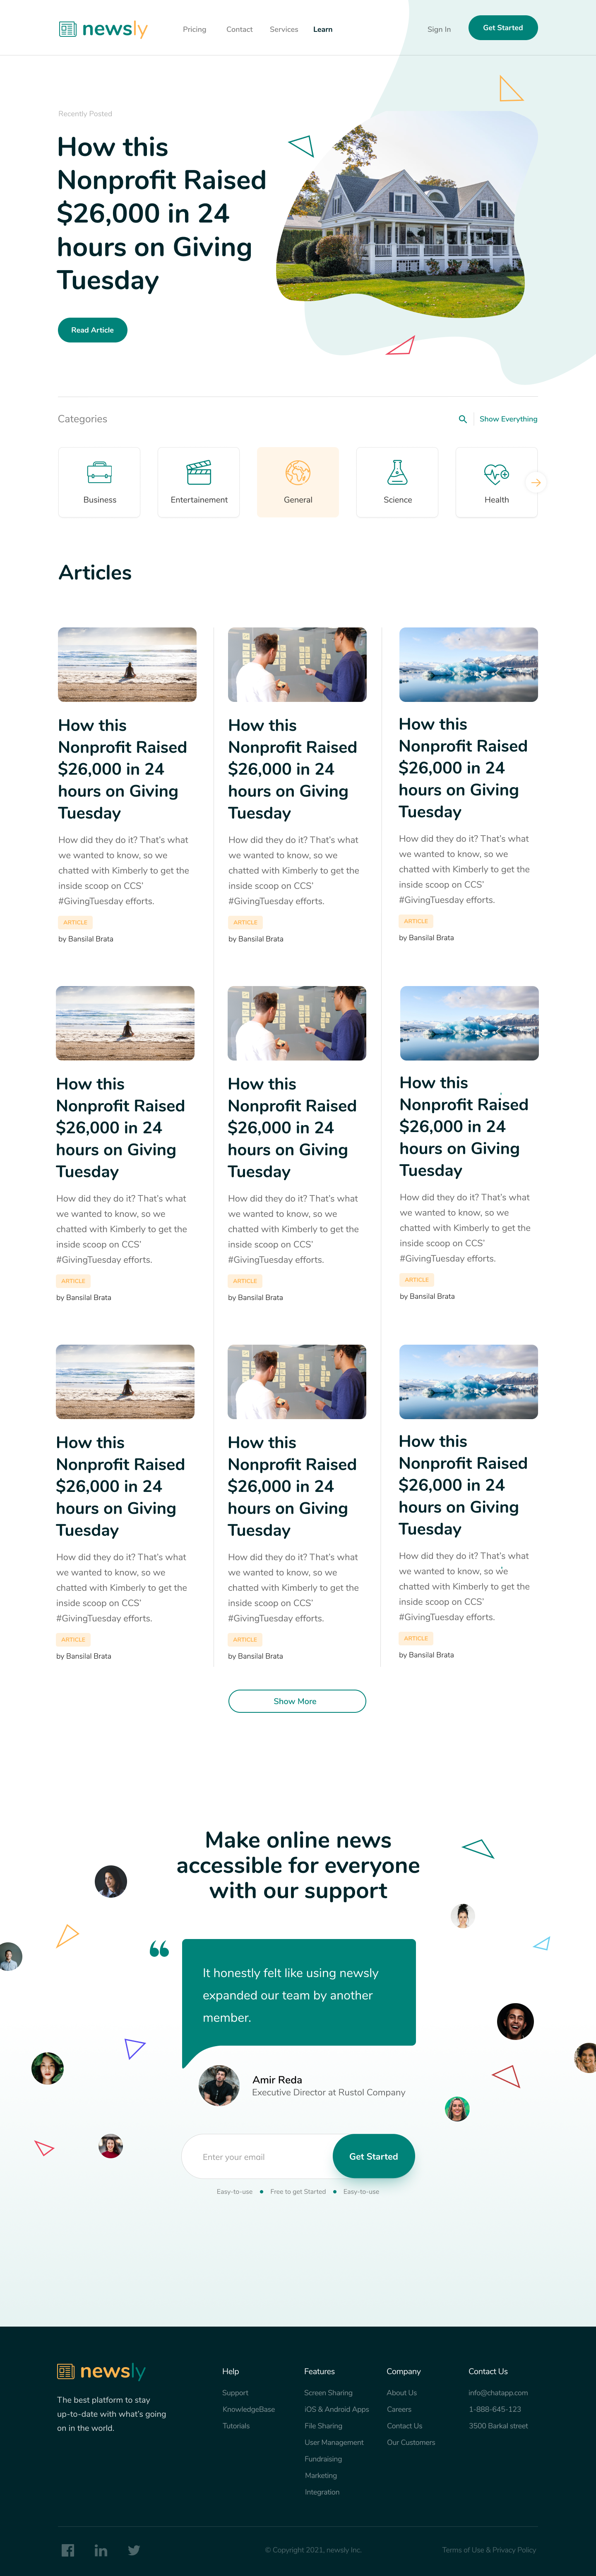 newsly
Pricing
Contact
Services
Learn
Sign In
Get Started
Recently Posted
How this
Nonprofit Raised
$26,000 in 24
hours on Giving
Tuesday
Read Article
Categories
Show Everything
Business
Entertainement
General
Science
Health
Articles
How this
Nonprofit Raised
$26,000 in 24
hours on Giving
Tuesday
How did they do it? That's what
we wanted to know, so we
chatted with Kimberly to get the
inside scoop on CCS'
#GivingTuesday efforts.
ARTICLE
by Bansilal Brata
How this
Nonprofit Raised
$26,000 in 24
hours on Giving
Tuesday
How did they do it? That's what
we wanted to know, so we
chatted with Kimberly to get the
inside scoop on CCS'
#GivingTuesday efforts.
ARTICLE
by Bansilal Brata
How this
Nonprofit Raised
$26,000 in 24
hours on Giving
Tuesday
How did they do it? That's what
we wanted to know, so we
chatted with Kimberly to get the
inside scoop on CCS'
#GivingTuesday efforts.
ARTICLE
by Bansilal Brata
How this
Nonprofit Raised
$26,000 in 24
hours on Giving
Tuesday
How did they do it? That's what
we wanted to know, so we
chatted with Kimberly to get the
inside scoop on CCS'
#GivingTuesday efforts.
ARTICLE
by Bansilal Brata
How this
Nonprofit Raised
$26,000 in 24
hours on Giving
Tuesday
How did they do it? That's what
we wanted to know, so we
chatted with Kimberly to get the
inside scoop on CCS'
#GivingTuesday efforts.
ARTICLE
by Bansilal Brata
How this
Nonprofit Raised
$26,000 in 24
hours on Giving
Tuesday
How did they do it? That's what
we wanted to know, so we
chatted with Kimberly to get the
inside scoop on CCS'
#GivingTuesday efforts.
ARTICLE
by Bansilal Brata
How this
Nonprofit Raised
$26,000 in 24
hours on Giving
Tuesday
How did they do it? That's what
we wanted to know, so we
chatted with Kimberly to get the
inside scoop on CCS'
#GivingTuesday efforts.
ARTICLE
by Bansilal Brata
How this
Nonprofit Raised
$26,000 in 24
hours on Giving
Tuesday
How did they do it? That's what
we wanted to know, so we
chatted with Kimberly to get the
inside scoop on CCS'
#GivingTuesday efforts.
ARTICLE
by Bansilal Brata
How this
Nonprofit Raised
$26,000 in 24
hours on Giving
Tuesday
How did they do it? That's what
we wanted to know, so we
chatted with Kimberly to get the
inside scoop on CCS'
#GivingTuesday efforts.
ARTICLE
by Bansilal Brata
Show More
Make online news
accessible for everyone
with our support
It honestly felt like using newsly
expanded our team by another
member.
Amir Reda
Executive Director at Rustol Company
Enter your email
Get Started
Easy-to-use
Free to get Started
Easy-to-use
newsly
The best platform to stay
up-to-date with what's going
on in the world.
Help
Support
KnowledgeBase
Tutorials
Features
Screen Sharing
iOS & Android Apps
File Sharing
User Management
Fundraising
Marketing
Integration
Company
About Us
Careers
Contact Us
Our Customers
Contact Us
info@chatapp.com
1-888-645-123
3500 Barkal street
© Copyright 2021, newsly Inc.
Terms of Use & Privacy Policy